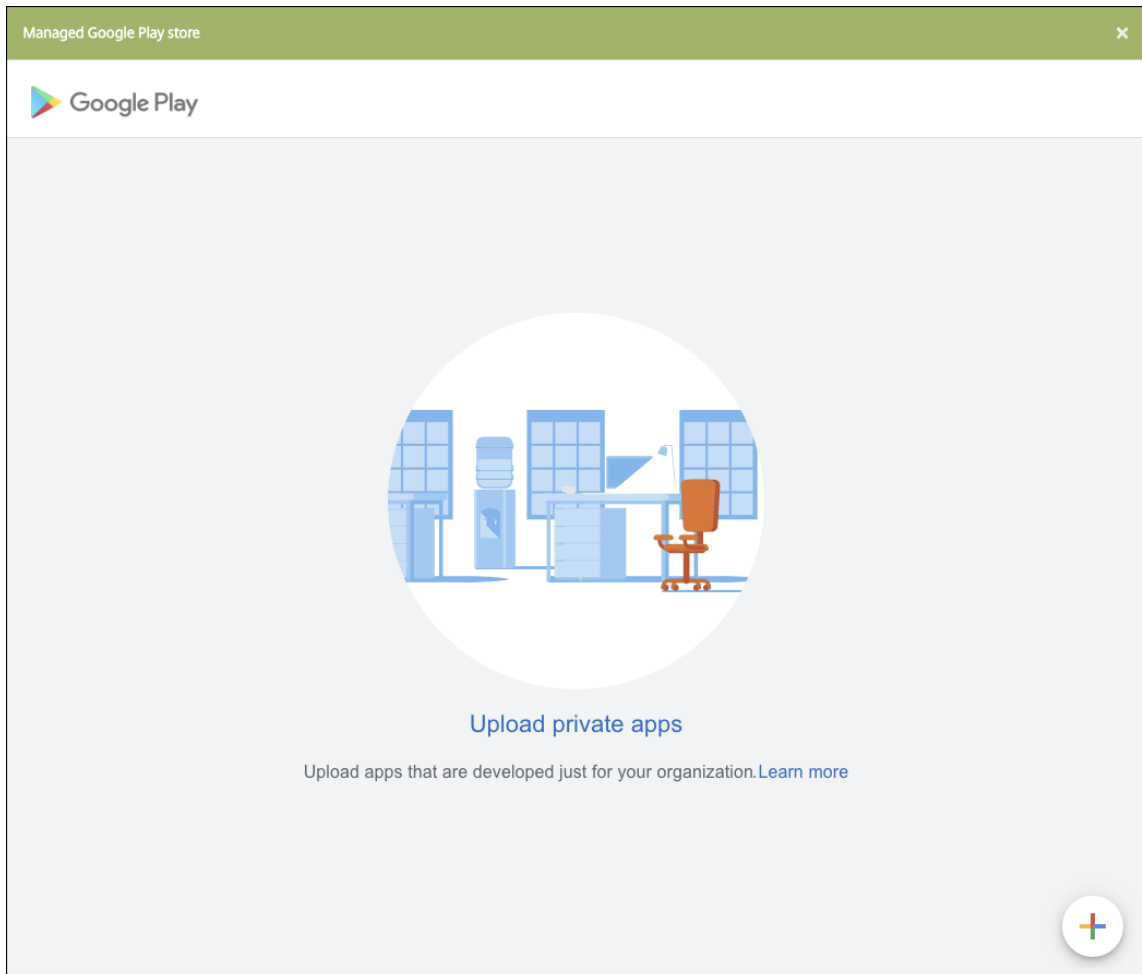 Managed Google Play store
Google Play
Upload private apps
Upload apps that are developed just for your organization. Learn more